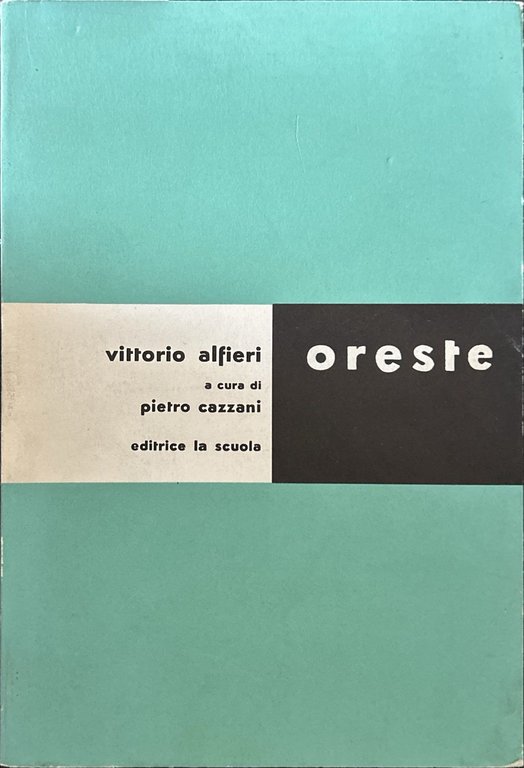 vittorio alfieri
a cura di
pietro cazzani
editrice la scuola
oreste